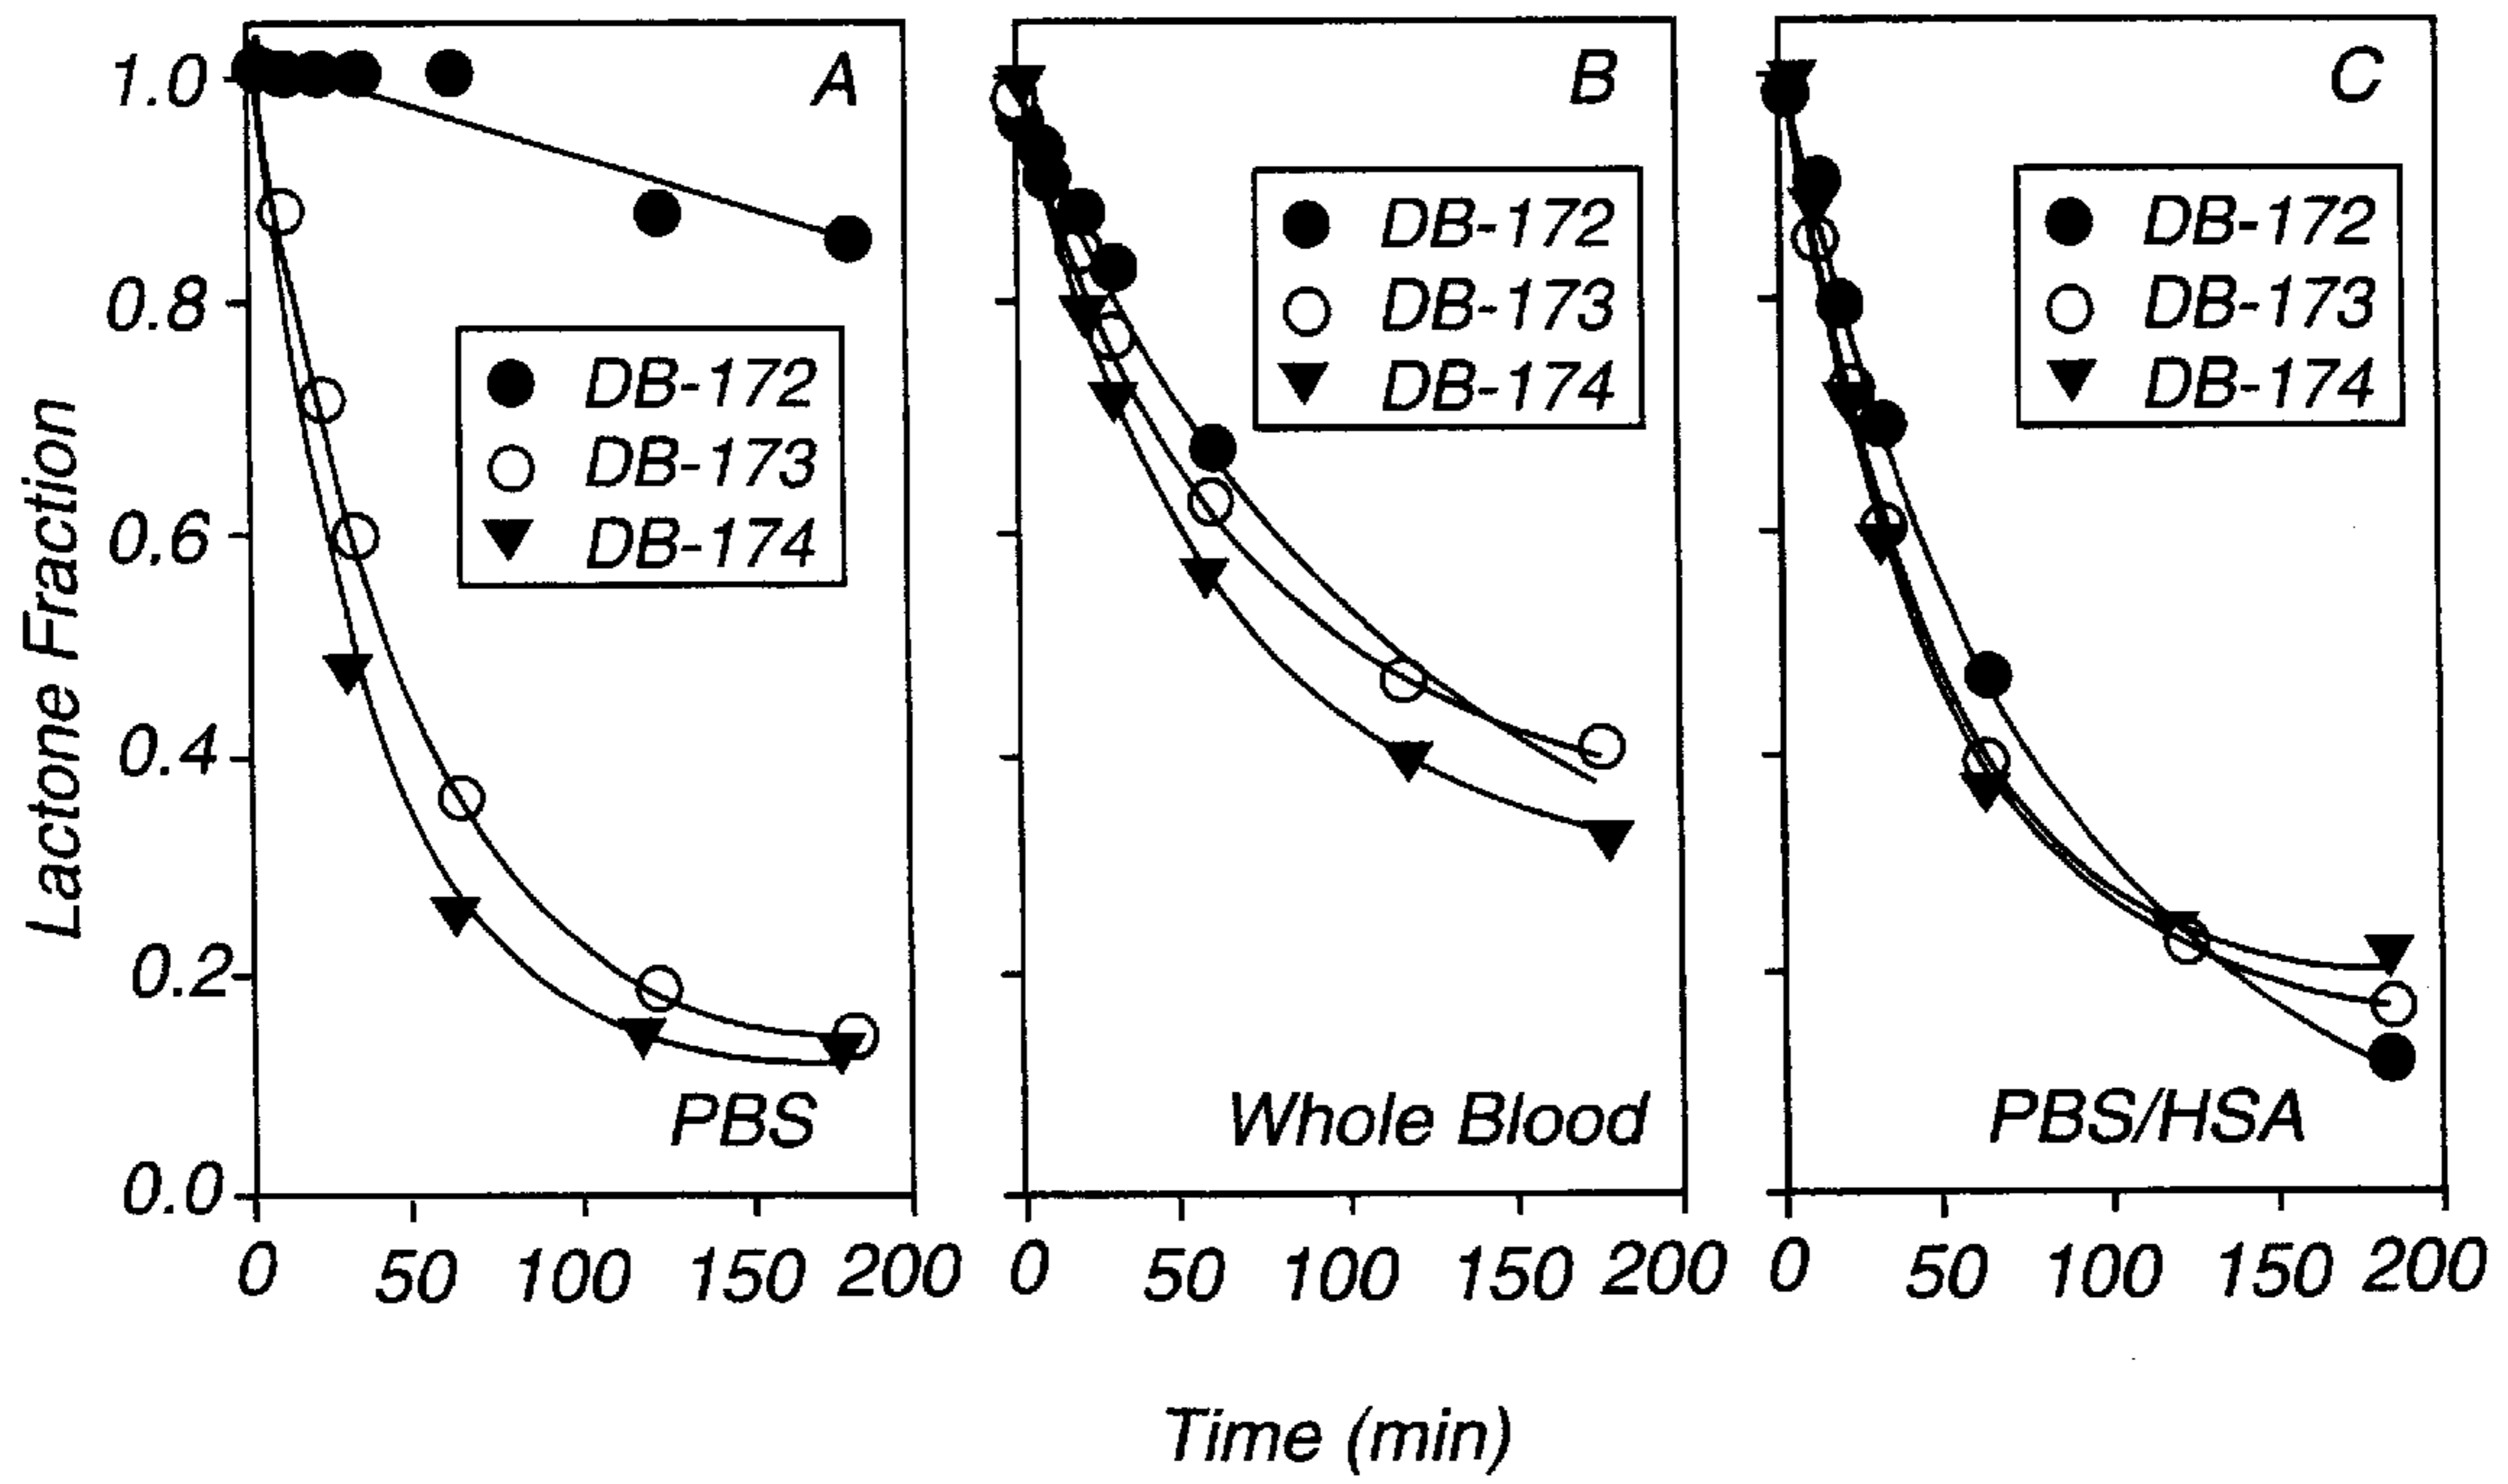 A
1.0
0.8
0,6
0.4
0.2
0.0
Lactone Fraction
DB-172
DB-173
DB-174
PBS
0 50 100 150 200
B
DB-172
DB-173
DB-174
Whole Blood
0 50 100 150 200
C
DB-172
DB-173
DB-174
PBS/HSA
0 50 100 150 200
Time (min)